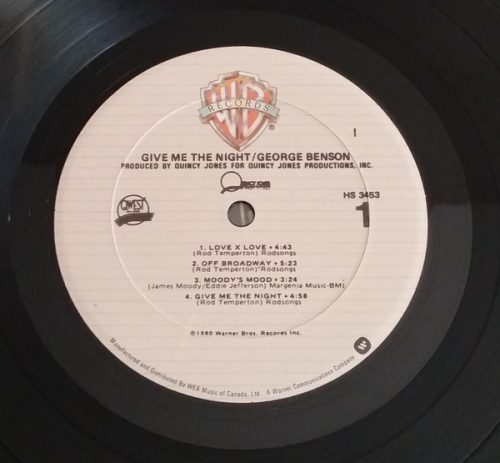 WB
RECORDS
®
I
GIVE ME THE NIGHT/GEORGE BENSON
PRODUCED BY QUINCY JONES FOR QUINCY JONES PRODUCTIONS, INC.
QUINCY JONES
QWEST
HS 3453
1
1. LOVE X LOVE • 4:43
(Rod Temperton) Rodsongs
2. OFF BROADWAY • 5:23
(Rod Temperton) Rodsongs
3. MOODY'S MOOD • 3:24
(James Moody/Eddie Jefferson) Margenia Music-BMI
4. GIVE ME THE NIGHT • 4:58
(Rod Temperton) Rodsongs
©1980 Warner Bros. Records Inc.
Manufactured and Distributed by WEA Music of Canada, Ltd. A Warner Communications Company